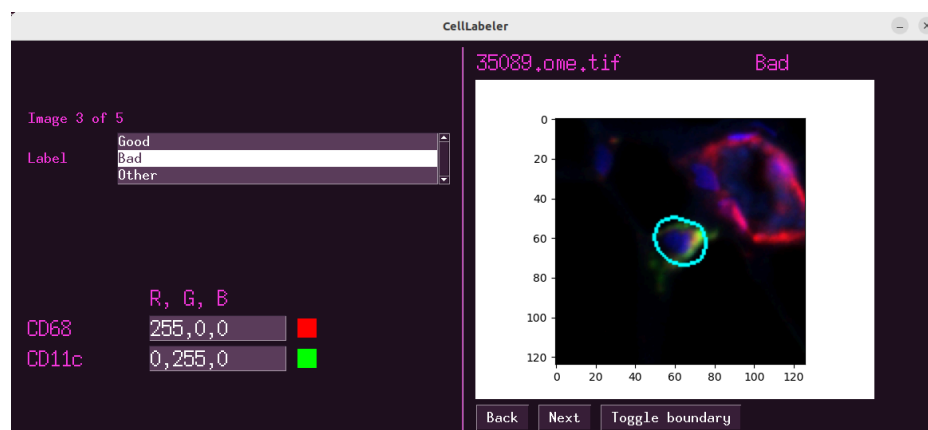 CellLabeler
Image 3 of 5
Label
Good
Bad
Other
R, G, B
CD68 255,0,0
CD11c 0,255,0
35089.ome.tif Bad
0
20
40
60
80
100
120
0 20 40 60 80 100 120
Back Next Toggle boundary